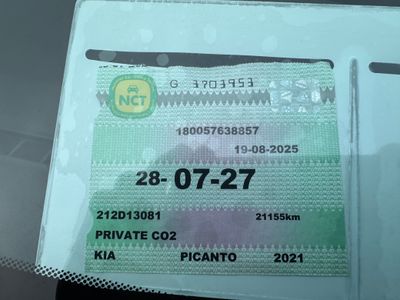 G 3703953
NCT
180057638857
19-08-2025
28-07-27
212D13081 21155km
PRIVATE CO2
KIA PICANTO 2021